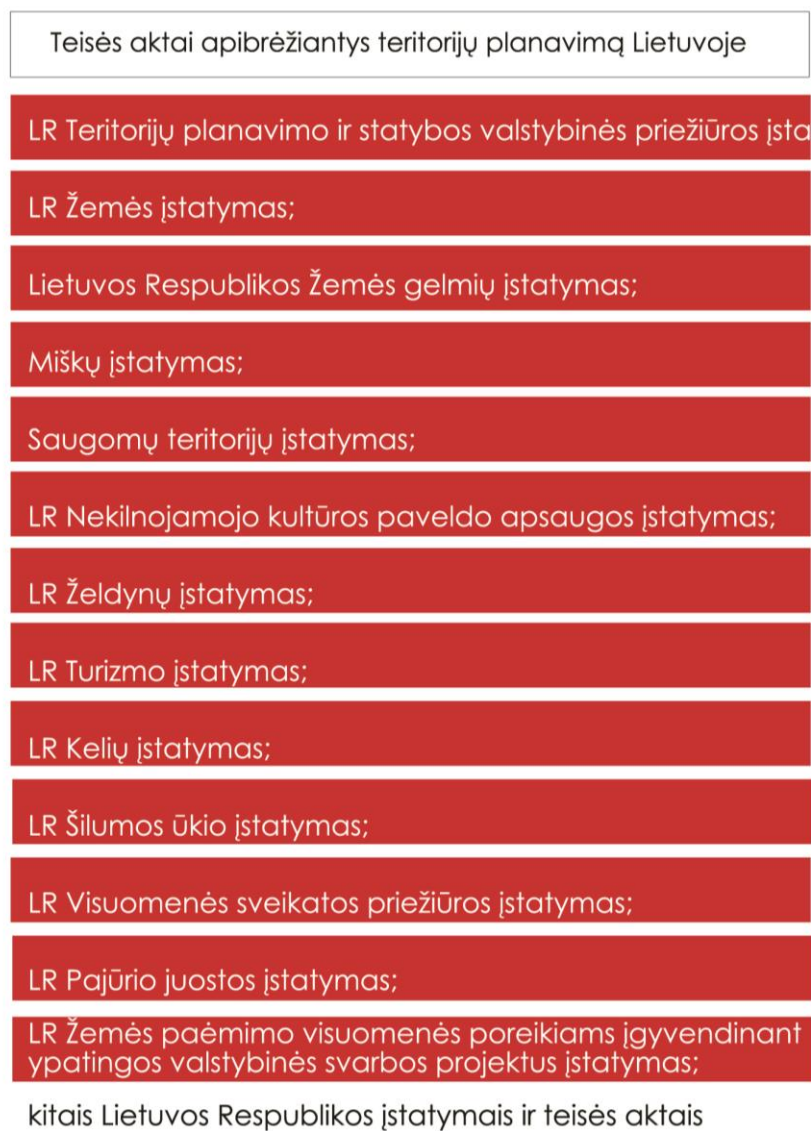 Teisės aktai apibrėžiantys teritorijų planavimą Lietuvoje
LR Teritorijų planavimo ir statybos valstybinės priežiūros įsta
LR Žemės įstatymas;
Lietuvos Respublikos Žemės gelmių įstatymas;
Miškų įstatymas;
Saugomų teritorijų įstatymas;
LR Nekilnojamojo kultūros paveldo apsaugos įstatymas;
LR Želdynų įstatymas;
LR Turizmo įstatymas;
LR Kelių įstatymas;
LR Šilumos ūkio įstatymas;
LR Visuomenės sveikatos priežiūros įstatymas;
LR Pajūrio juostos įstatymas;
LR Žemės paėmimo visuomenės poreikiams įgyvendinant
ypatingos valstybinės svarbos projektus įstatymas;
kitais Lietuvos Respublikos įstatymais ir teisės aktais